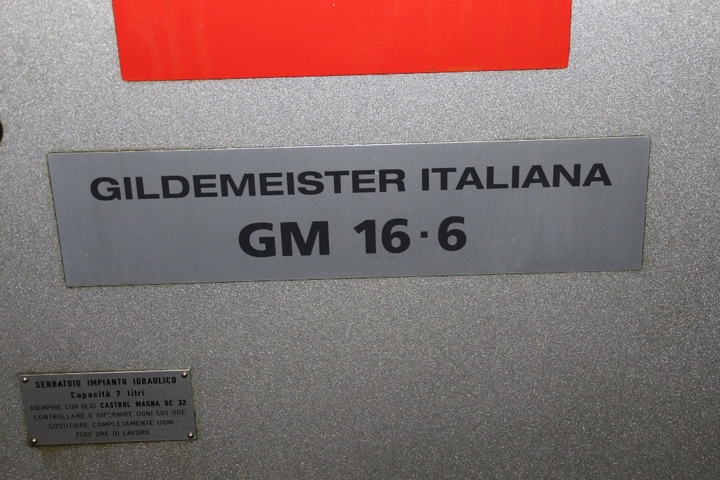 GILDEMEISTER ITALIANA
GM 16·6
SERBATOIO IMPIANTO IDRAULICO
Capacità 7 litri
RIEMPIRE CON OLIO CASTROL MAGNA GC 32
CONTROLLARE E RIFORNIRE OGNI 500 ORE
SOSTITUIRE COMPLETAMENTE OGNI
2000 ORE DI LAVORO